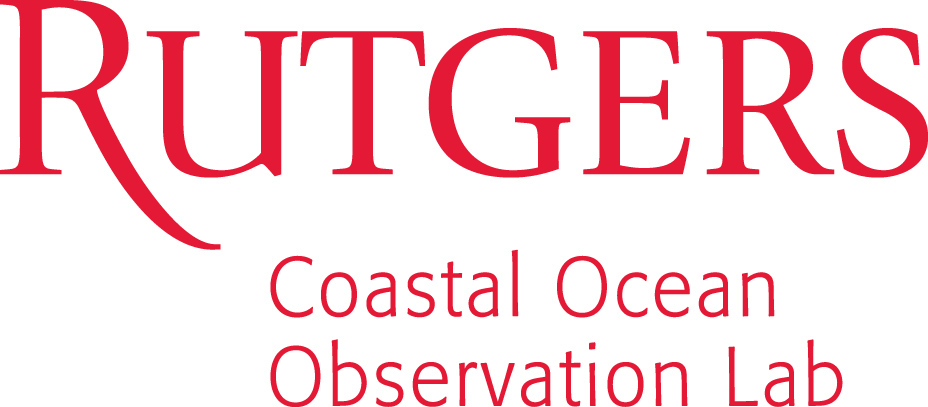 RUTGERS
Coastal Ocean
Observation Lab